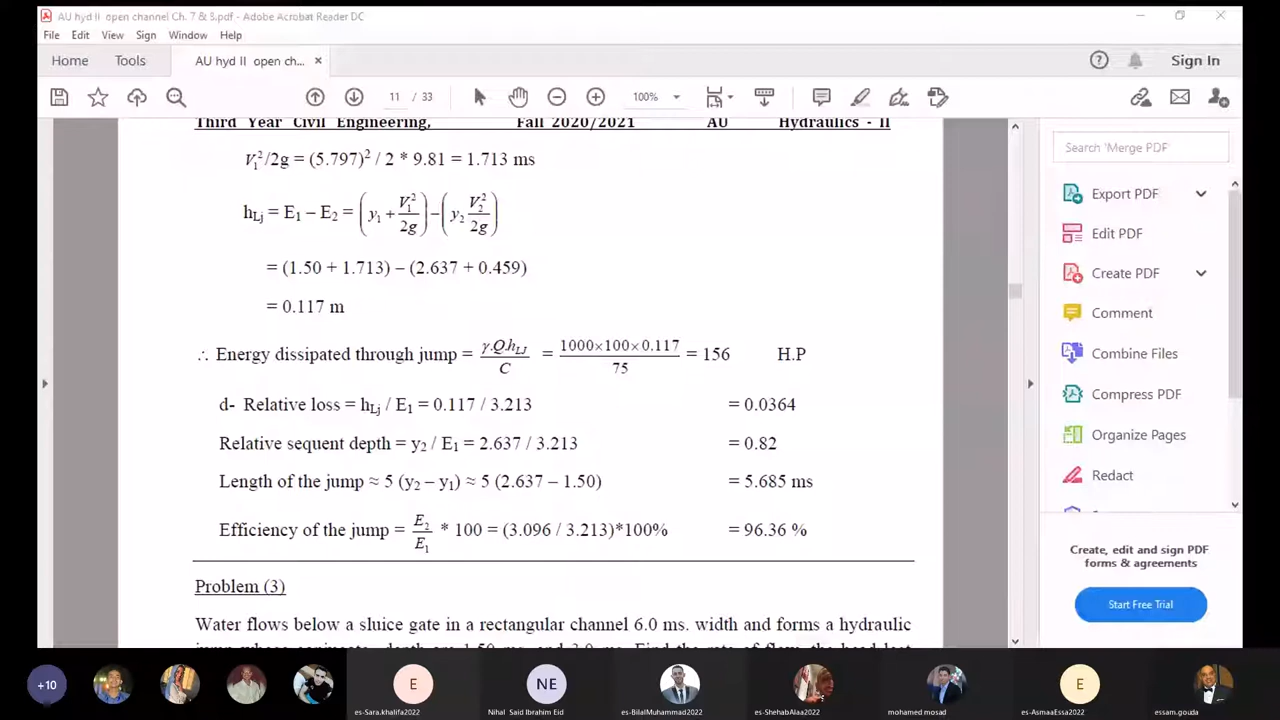 AU hyd II open channel Ch. 7 & 8.pdf - Adobe Acrobat Reader DC
File Edit View Sign Window Help
Home Tools AU hyd II open ch... × Sign In
11 / 33 100%
Third Year Civil Engineering, Fall 2020/2021 AU Hydraulics - II
V₁²/2g = (5.797)² / 2 * 9.81 = 1.713 ms
hLj = E₁ – E₂ = (y₁ + V₁²/2g) – (y₂ V₂²/2g)
= (1.50 + 1.713) – (2.637 + 0.459)
= 0.117 m
∴ Energy dissipated through jump = γ.Q.hLJ / C = 1000×100×0.117 / 75 = 156 H.P
d- Relative loss = hLj / E₁ = 0.117 / 3.213 = 0.0364
Relative sequent depth = y₂ / E₁ = 2.637 / 3.213 = 0.82
Length of the jump ≈ 5 (y₂ – y₁) ≈ 5 (2.637 – 1.50) = 5.685 ms
Efficiency of the jump = E₂/E₁ * 100 = (3.096 / 3.213)*100% = 96.36 %
Problem (3)
Water flows below a sluice gate in a rectangular channel 6.0 ms. width and forms a hydraulic
Search 'Merge PDF'
Export PDF
Edit PDF
Create PDF
Comment
Combine Files
Compress PDF
Organize Pages
Redact
Create, edit and sign PDF
forms & agreements
Start Free Trial
+10 E NE E
es-Sara.khalifa2022 Nihal Said Ibrahim Eid es-BilalMuhammad2022 es-ShehabAlaa2022 mohamed mosad es-AsmaaEssa2022 essam.gouda